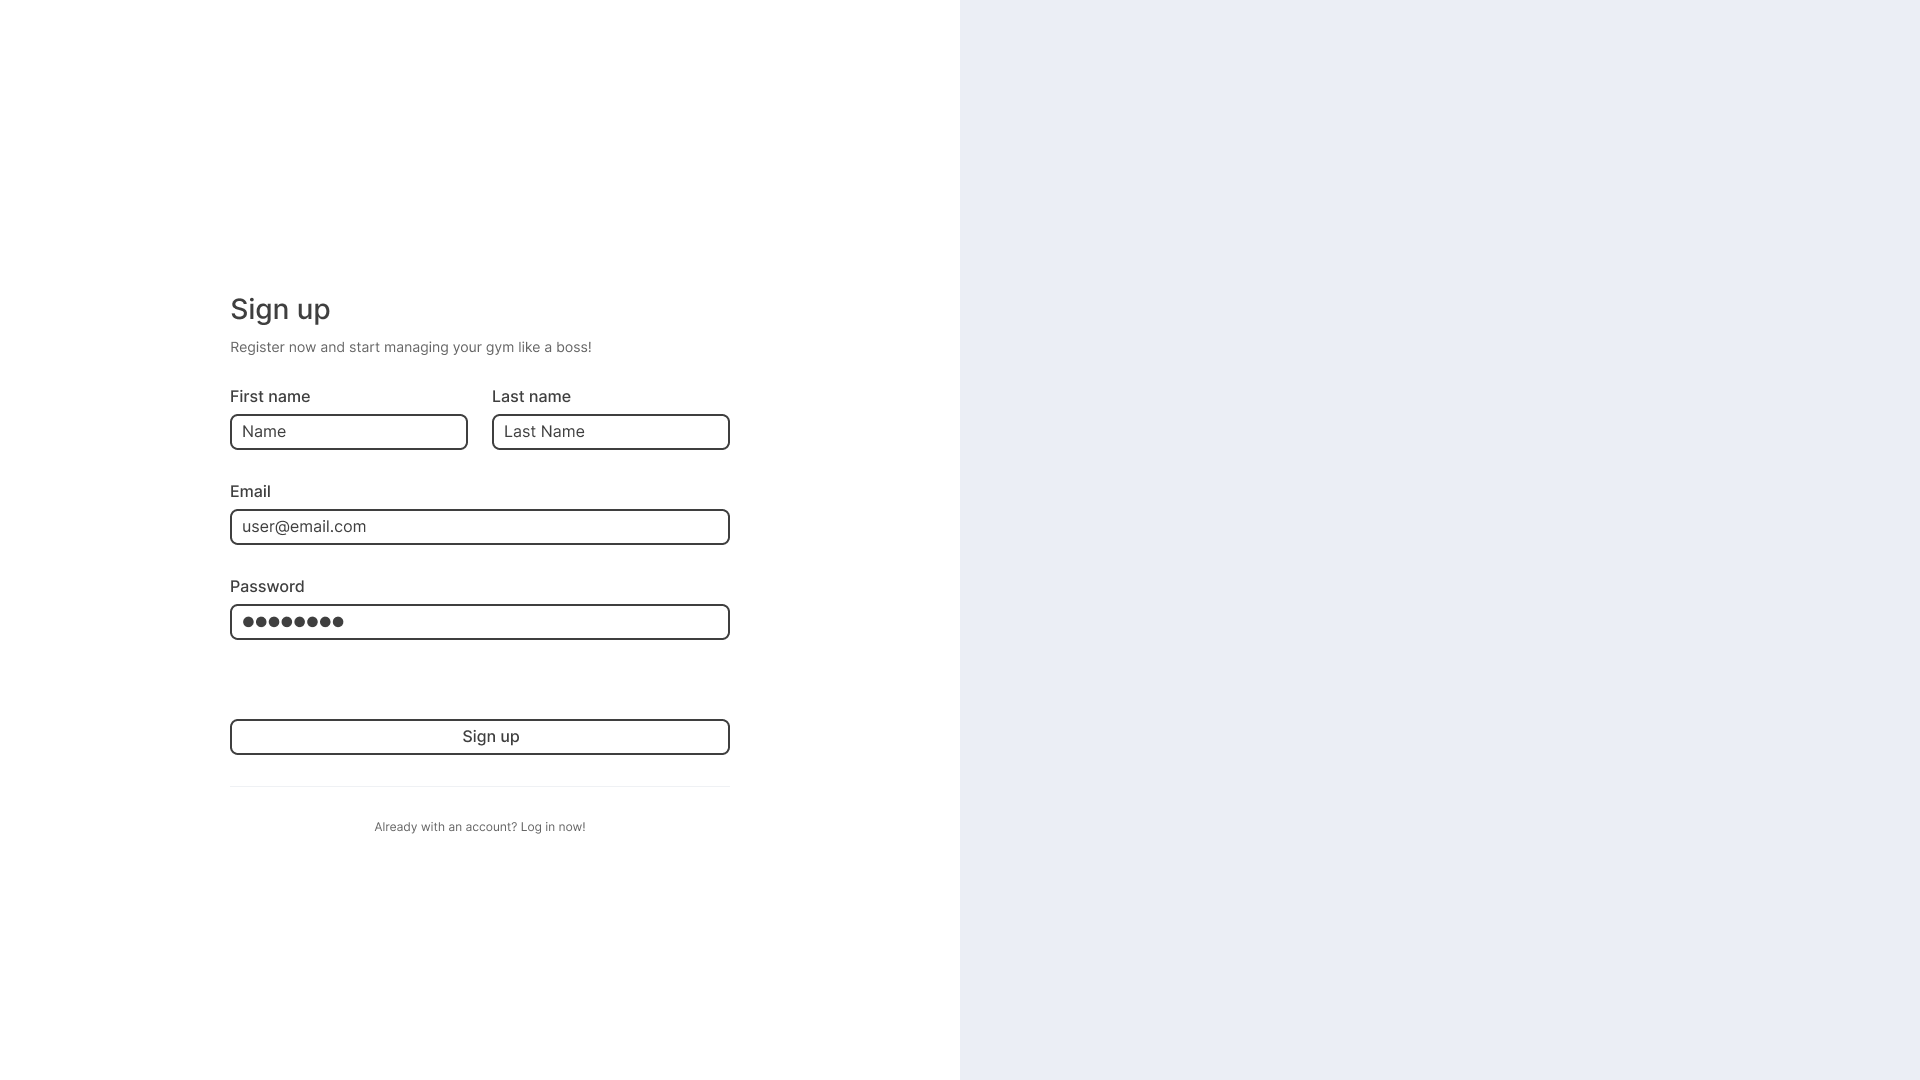 Sign up
Register now and start managing your gym like a boss!
First name
Last name
Name
Last Name
Email
user@email.com
Password
●●●●●●●●
Sign up
Already with an account? Log in now!